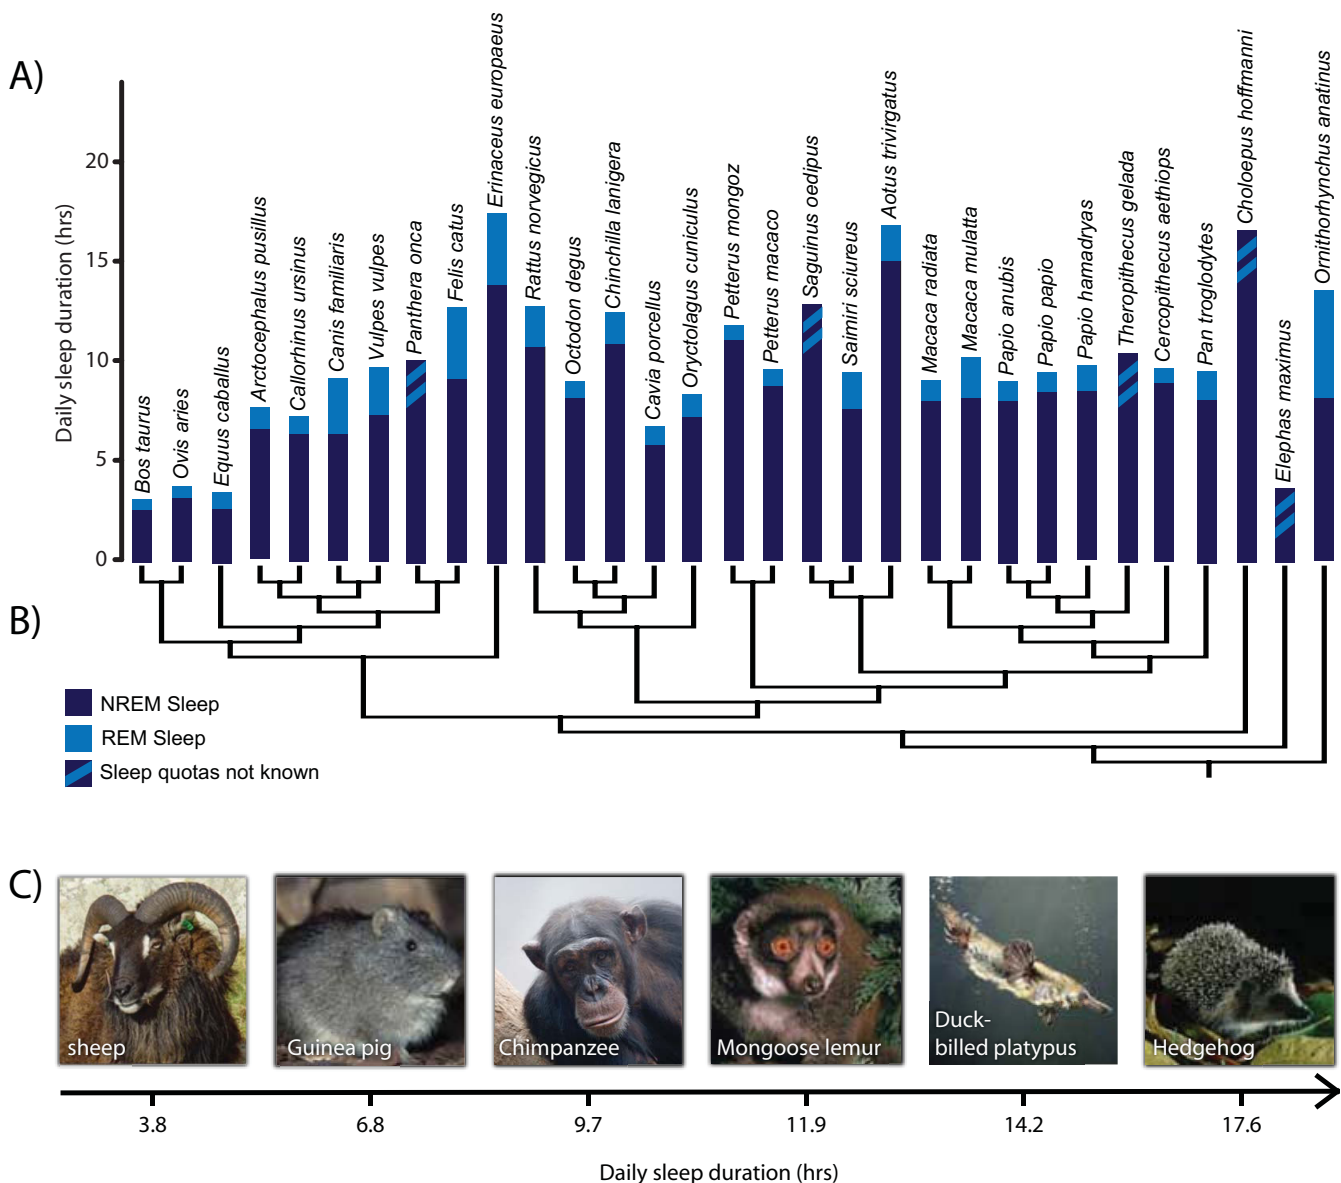 A)
Daily sleep duration (hrs)
20
15
10
5
0
Bos taurus
Ovis aries
Equus caballus
Arctocephalus pusillus
Callorhinus ursinus
Canis familiaris
Vulpes vulpes
Panthera onca
Felis catus
Erinaceus europaeus
Rattus norvegicus
Octodon degus
Chinchilla lanigera
Cavia porcellus
Oryctolagus cuniculus
Petterus mongoz
Petterus macaco
Saguinus oedipus
Saimiri sciureus
Aotus trivirgatus
Macaca radiata
Macaca mulatta
Papio anubis
Papio papio
Papio hamadryas
Theropithecus gelada
Cercopithecus aethiops
Pan troglodytes
Choloepus hoffmanni
Elephas maximus
Ornithorhynchus anatinus
B)
NREM Sleep
REM Sleep
Sleep quotas not known
C)
sheep
Guinea pig
Chimpanzee
Mongoose lemur
Duck-
billed platypus
Hedgehog
3.8
6.8
9.7
11.9
14.2
17.6
Daily sleep duration (hrs)